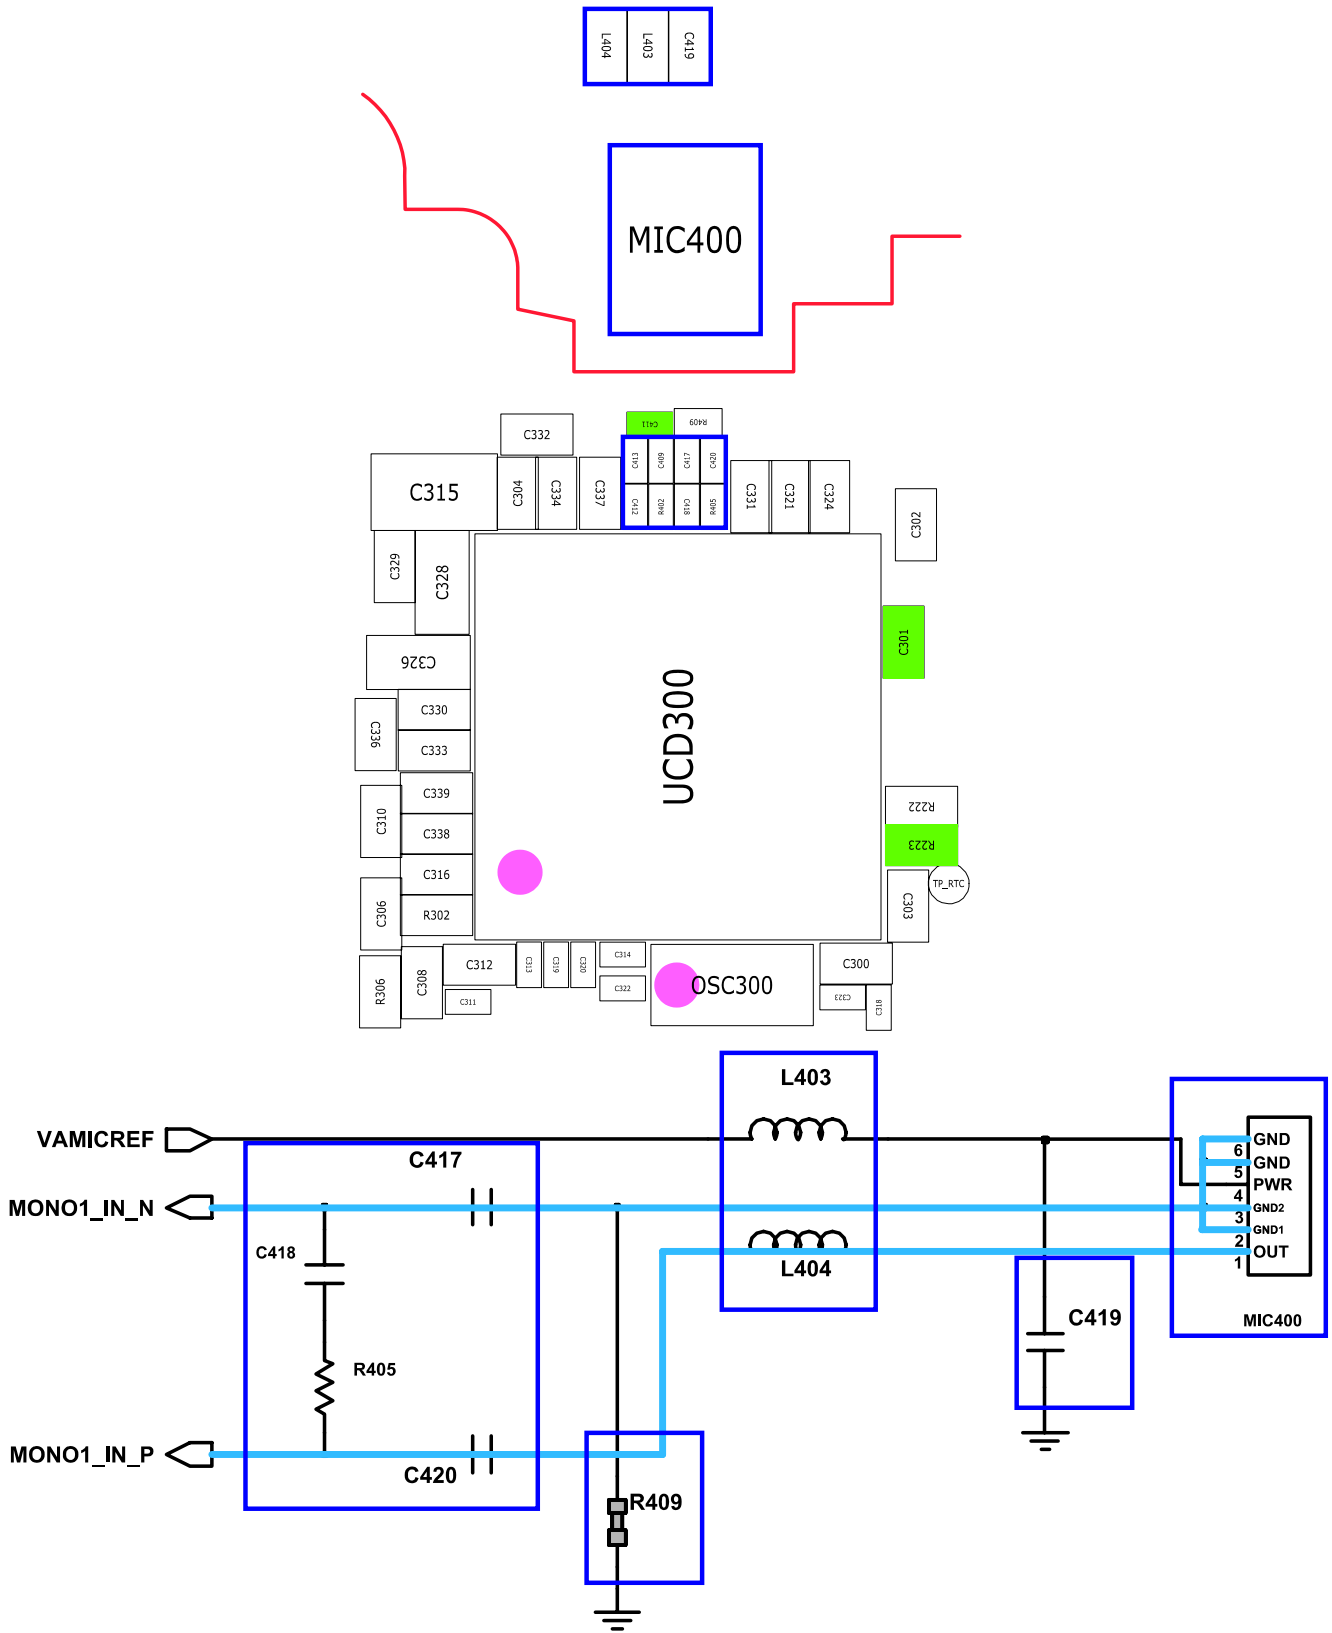 L404 L403 C419
MIC400
C411 R409
C332
C413 C409 C417 C420
C315 C304 C334 C337 C331 C321 C324
C412 R402 C418 R405
C302
C329 C328
C301
C326
UCD300
C330
C336
C333
C339 R222
C310
C338 R223
C316
TP_RTC
C306 R302 C303
C312 C313 C319 C320 C314 C300
R306 C308 C311 C322 OSC300 C323 C318
L403
VAMICREF
GND
C417
6
GND
5
PWR
4
MONO1_IN_N
GND2
3
GND1
2
C418
OUT
1
L404
C419
MIC400
R405
MONO1_IN_P
C420
R409